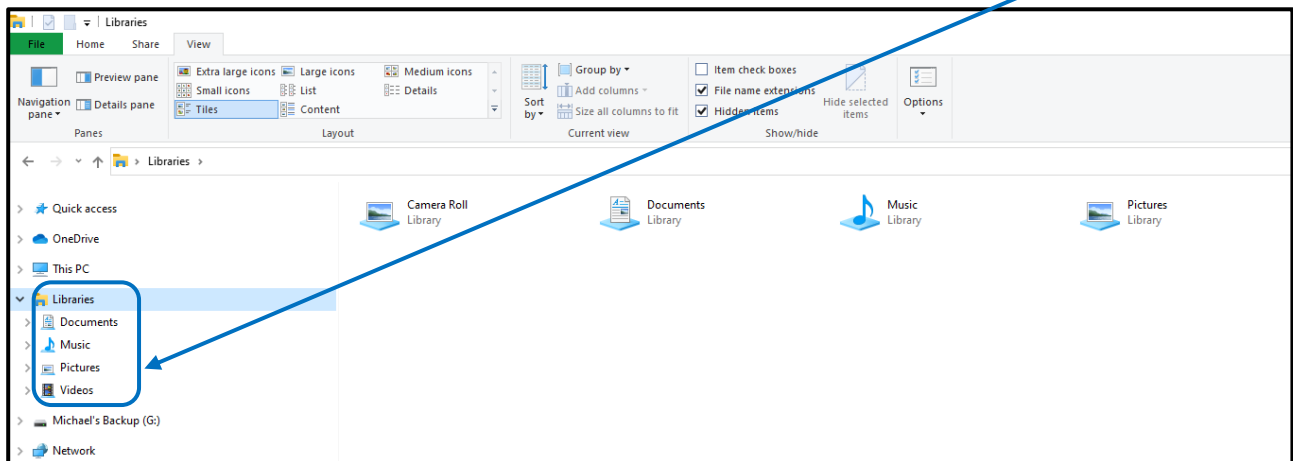 Libraries
File Home Share View
Preview pane Extra large icons Large icons Medium icons Group by Item check boxes
Small icons List Details Add columns File name extensions
Navigation pane Details pane Tiles Content Sort by Size all columns to fit Hidden items Hide selected items Options
Panes Layout Current view Show/hide
Libraries
Quick access
OneDrive
This PC
Libraries
Documents
Music
Pictures
Videos
Michael's Backup (G:)
Network
Camera Roll
Library
Documents
Library
Music
Library
Pictures
Library